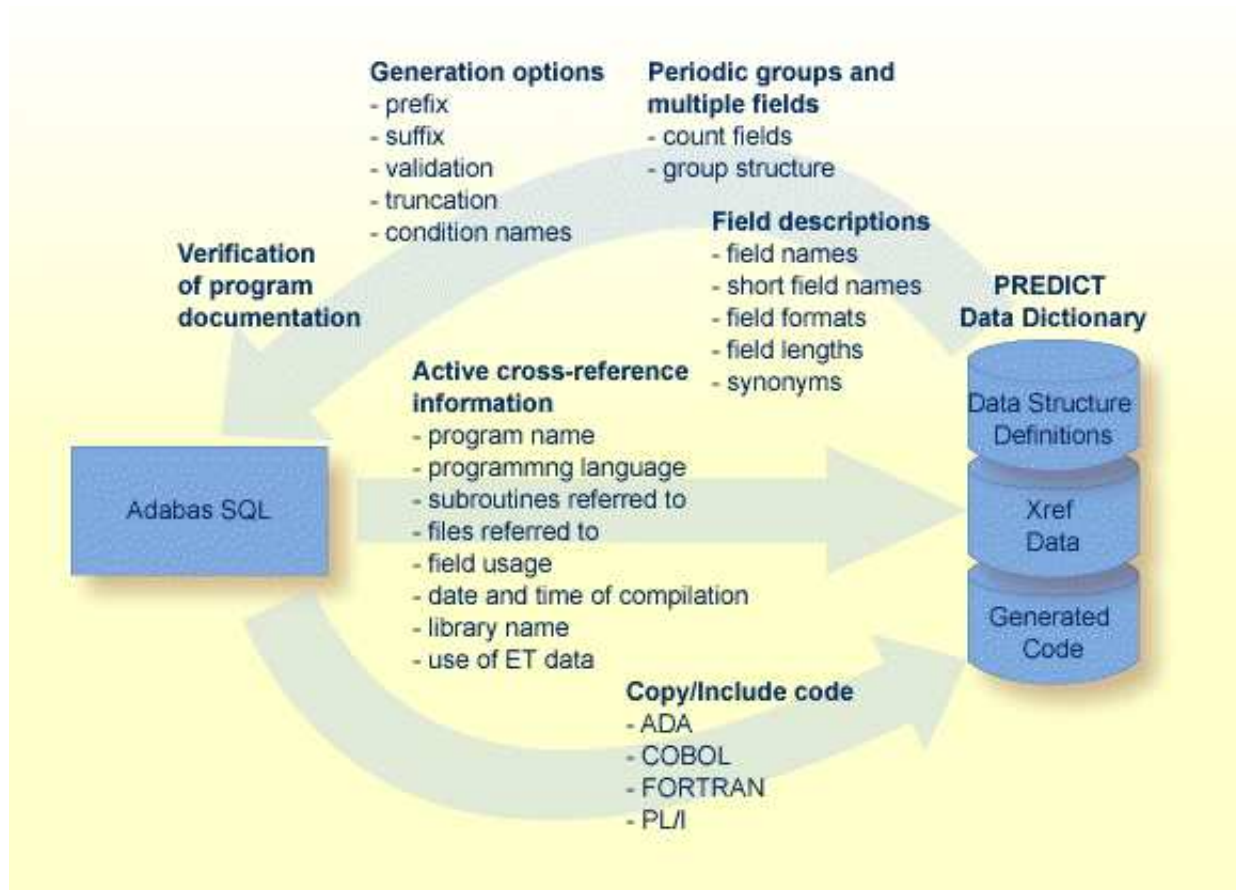 Generation options
- prefix
- suffix
- validation
- truncation
- condition names
Periodic groups and
multiple fields
- count fields
- group structure
Field descriptions
- field names
- short field names
- field formats
- field lengths
- synonyms
Verification
of program
documentation
PREDICT
Data Dictionary
Data Structure
Definitions
Xref
Data
Generated
Code
Adabas SQL
Active cross-reference
information
- program name
- programmng language
- subroutines referred to
- files referred to
- field usage
- date and time of compilation
- library name
- use of ET data
Copy/Include code
- ADA
- COBOL
- FORTRAN
- PL/I